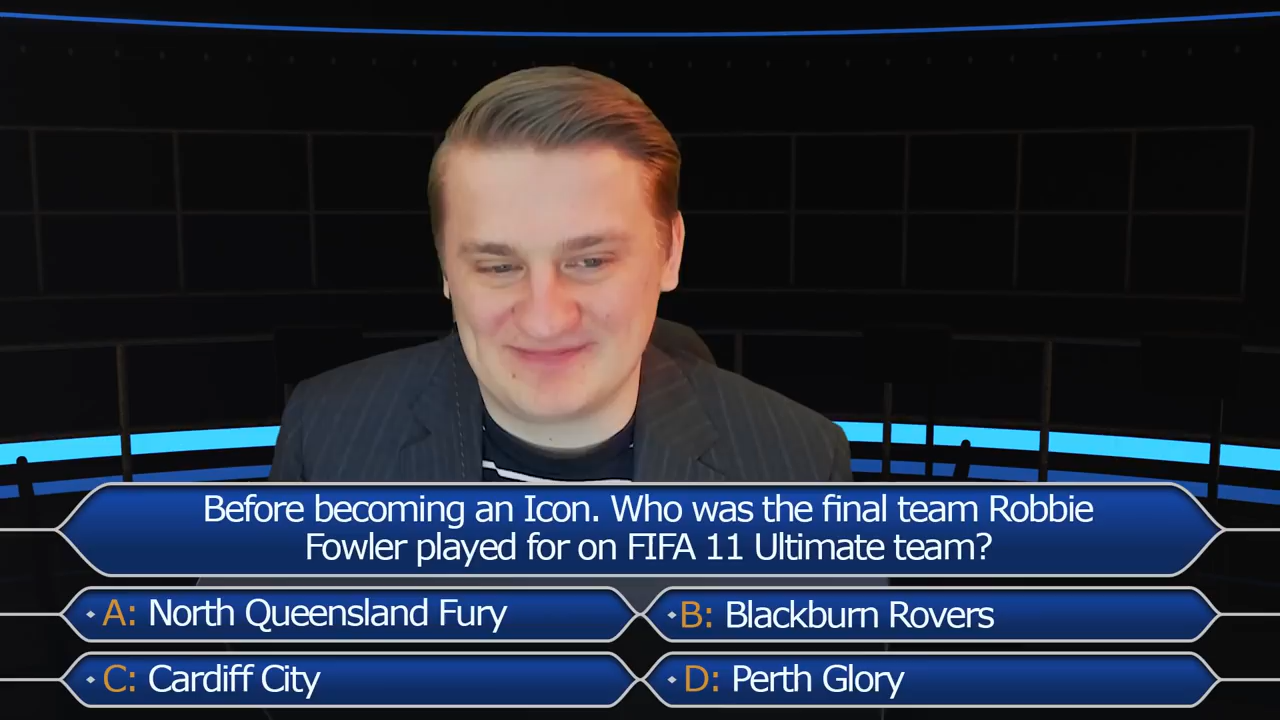 Before becoming an Icon. Who was the final team Robbie
Fowler played for on FIFA 11 Ultimate team?
A: North Queensland Fury
B: Blackburn Rovers
C: Cardiff City
D: Perth Glory